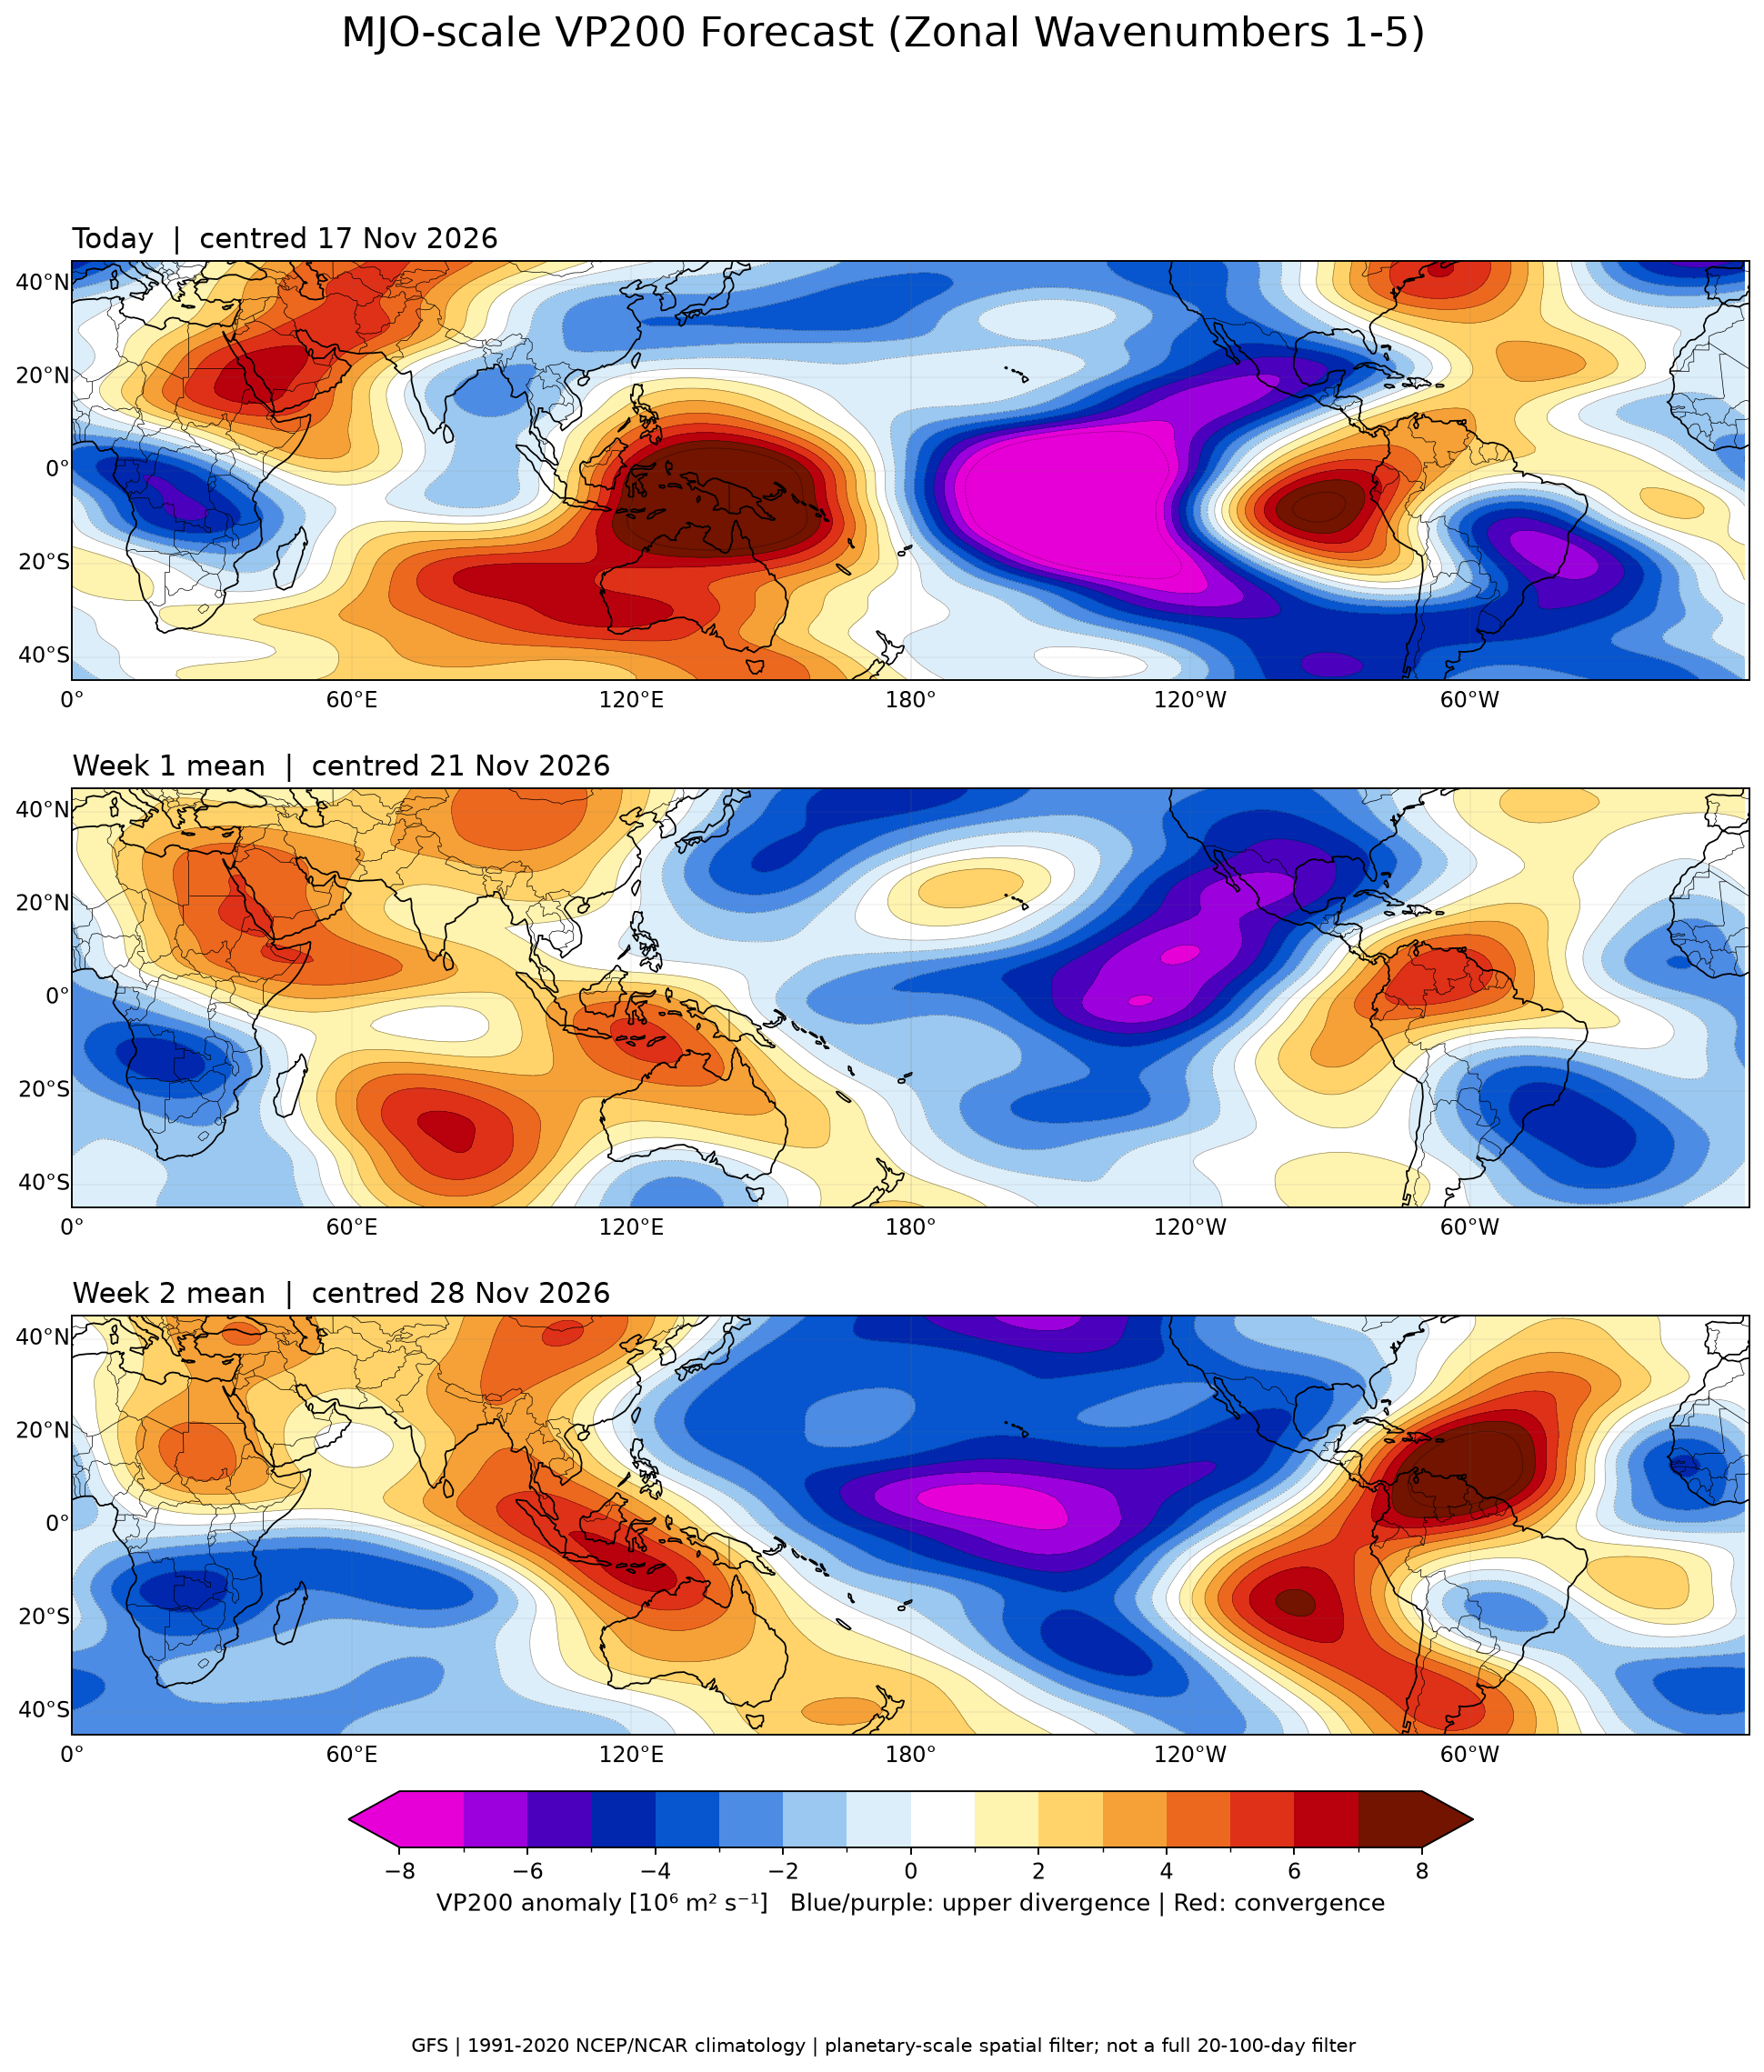 MJO-scale VP200 Forecast (Zonal Wavenumbers 1-5)
Today | centred 17 Nov 2026
40°N
20°N
0°
20°S
40°S
0° 60°E 120°E 180° 120°W 60°W
Week 1 mean | centred 21 Nov 2026
40°N
20°N
0°
20°S
40°S
0° 60°E 120°E 180° 120°W 60°W
Week 2 mean | centred 28 Nov 2026
40°N
20°N
0°
20°S
40°S
0° 60°E 120°E 180° 120°W 60°W
−8 −6 −4 −2 0 2 4 6 8
VP200 anomaly [10⁶ m² s⁻¹] Blue/purple: upper divergence | Red: convergence
GFS | 1991-2020 NCEP/NCAR climatology | planetary-scale spatial filter; not a full 20-100-day filter